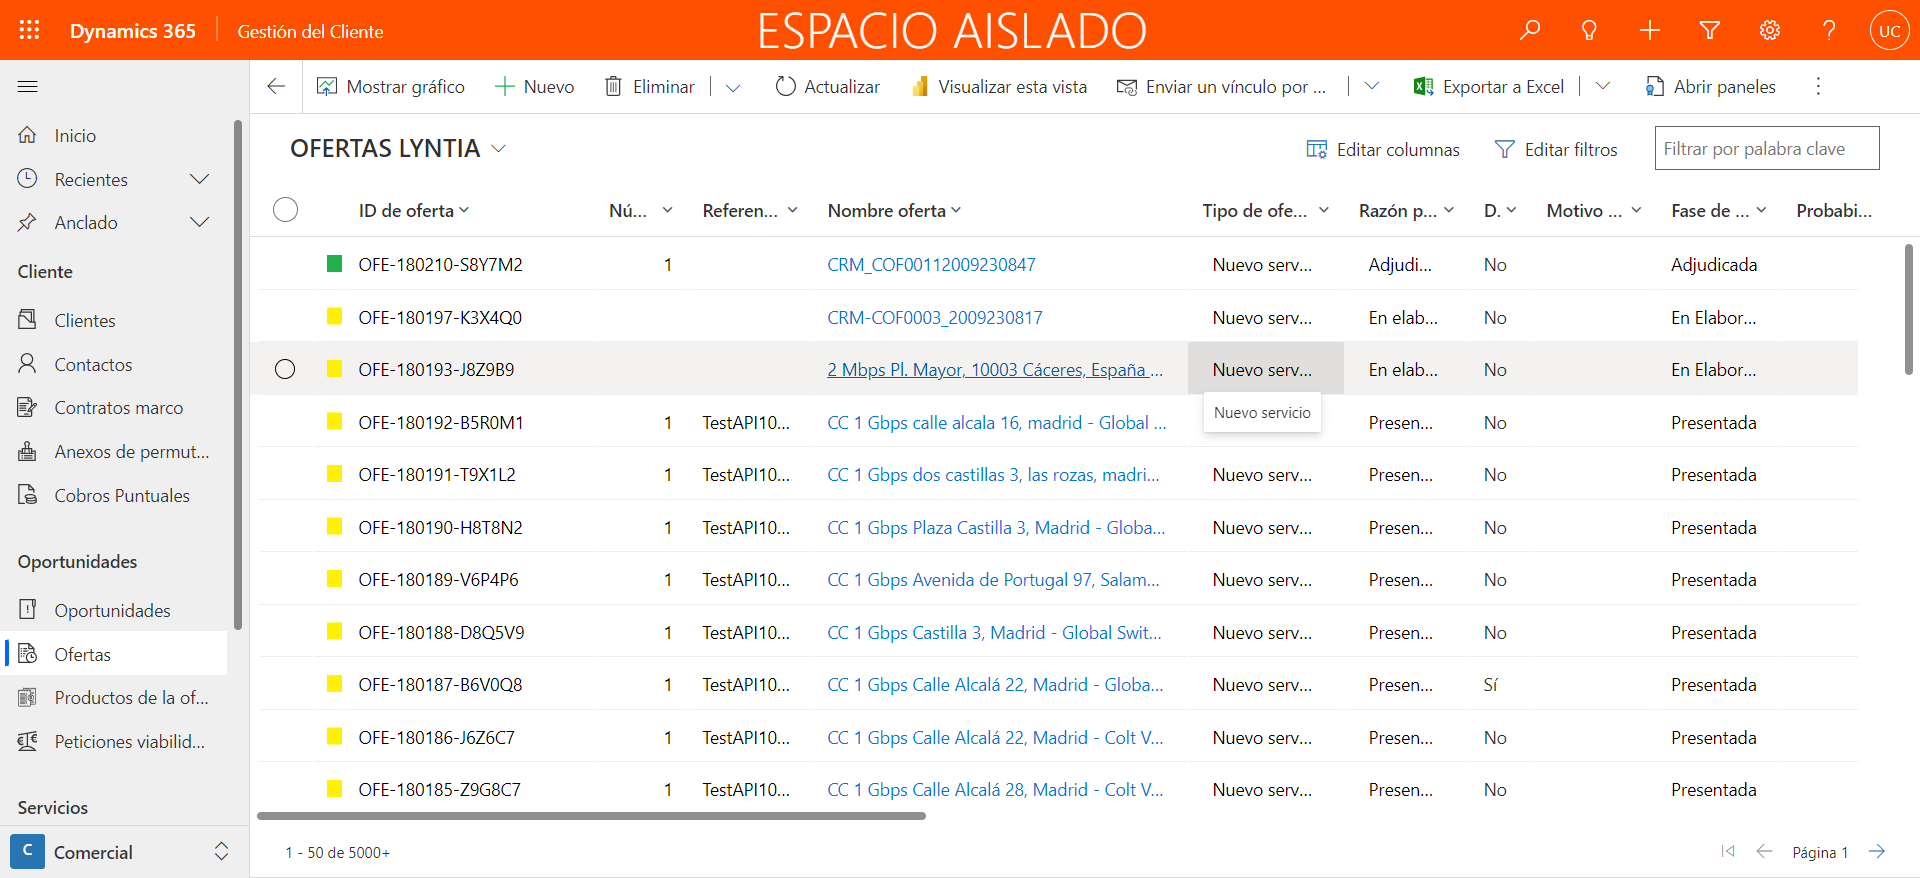 Dynamics 365
Gestión del Cliente
ESPACIO AISLADO
UC
Mostrar gráfico
Nuevo
Eliminar
Actualizar
Visualizar esta vista
Enviar un vínculo por ...
Exportar a Excel
Abrir paneles
Inicio
Recientes
Anclado
Cliente
Clientes
Contactos
Contratos marco
Anexos de permut...
Cobros Puntuales
Oportunidades
Oportunidades
Ofertas
Productos de la of...
Peticiones viabilid...
Servicios
C Comercial
OFERTAS LYNTIA
Editar columnas
Editar filtros
Filtrar por palabra clave
ID de oferta Nú... Referen... Nombre oferta Tipo de ofe... Razón p... D. Motivo ... Fase de ... Probabi...
OFE-180210-S8Y7M2 1 CRM_COF00112009230847 Nuevo serv... Adjudi... No Adjudicada
OFE-180197-K3X4Q0 CRM-COF0003_2009230817 Nuevo serv... En elab... No En Elabor...
OFE-180193-J8Z9B9 2 Mbps Pl. Mayor, 10003 Cáceres, España ... Nuevo serv... En elab... No En Elabor...
Nuevo servicio
OFE-180192-B5R0M1 1 TestAPI10... CC 1 Gbps calle alcala 16, madrid - Global ... Presen... No Presentada
OFE-180191-T9X1L2 1 TestAPI10... CC 1 Gbps dos castillas 3, las rozas, madri... Nuevo serv... Presen... No Presentada
OFE-180190-H8T8N2 1 TestAPI10... CC 1 Gbps Plaza Castilla 3, Madrid - Globa... Nuevo serv... Presen... No Presentada
OFE-180189-V6P4P6 1 TestAPI10... CC 1 Gbps Avenida de Portugal 97, Salam... Nuevo serv... Presen... No Presentada
OFE-180188-D8Q5V9 1 TestAPI10... CC 1 Gbps Castilla 3, Madrid - Global Swit... Nuevo serv... Presen... No Presentada
OFE-180187-B6V0Q8 1 TestAPI10... CC 1 Gbps Calle Alcalá 22, Madrid - Globa... Nuevo serv... Presen... Sí Presentada
OFE-180186-J6Z6C7 1 TestAPI10... CC 1 Gbps Calle Alcalá 22, Madrid - Colt V... Nuevo serv... Presen... No Presentada
OFE-180185-Z9G8C7 1 TestAPI10... CC 1 Gbps Calle Alcalá 28, Madrid - Colt V... Nuevo serv... Presen... No Presentada
1 - 50 de 5000+
Página 1